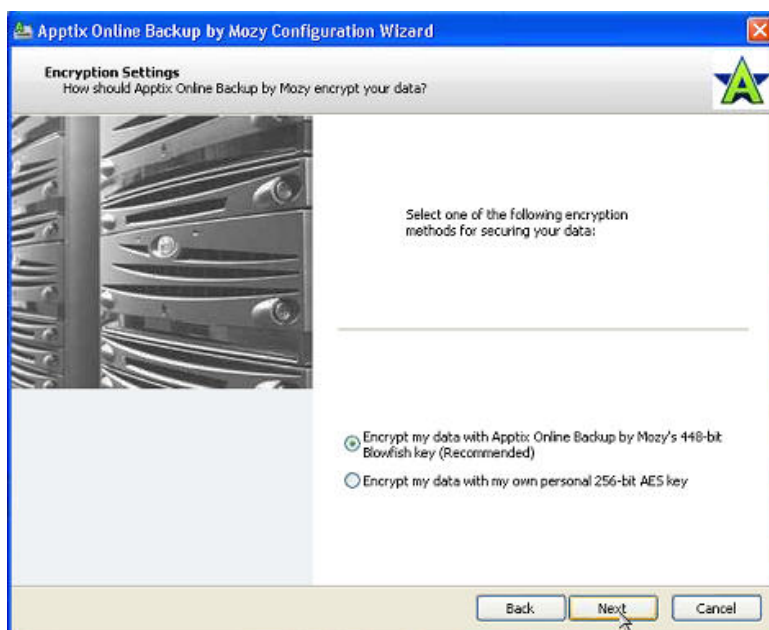 Apptix Online Backup by Mozy Configuration Wizard
Encryption Settings
How should Apptix Online Backup by Mozy encrypt your data?
Select one of the following encryption
methods for securing your data:
Encrypt my data with Apptix Online Backup by Mozy's 448-bit
Blowfish key (Recommended)
Encrypt my data with my own personal 256-bit AES key
Back
Next
Cancel